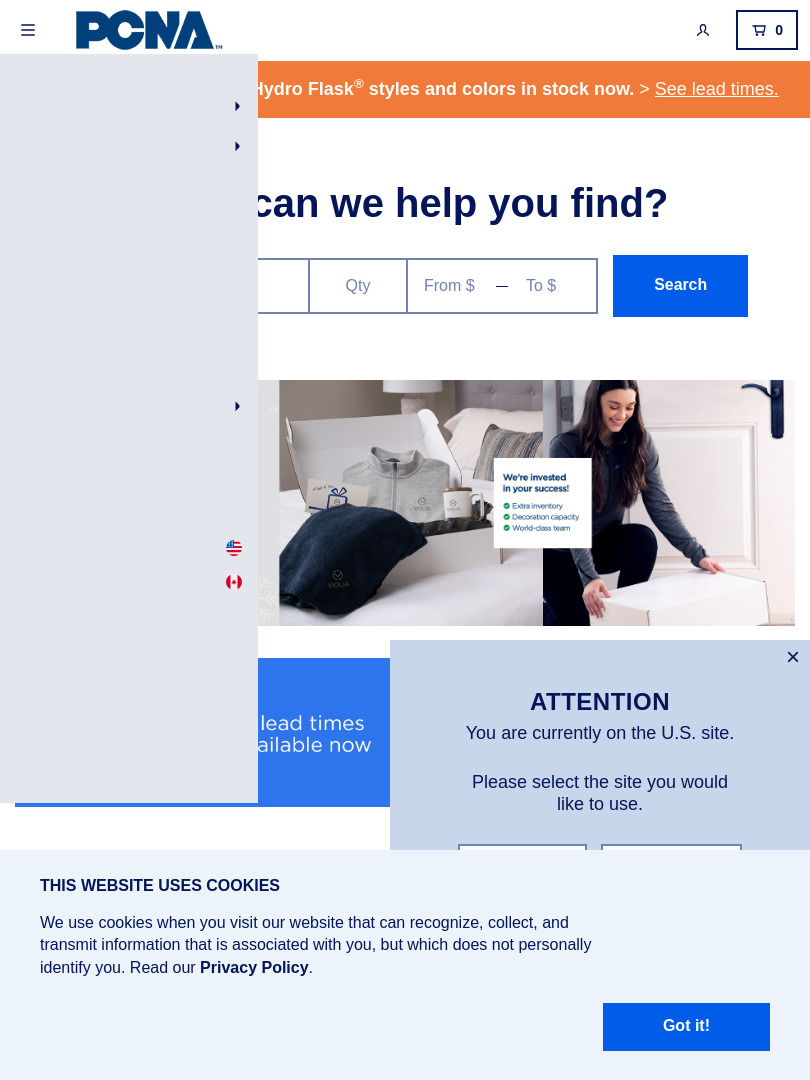 PCNA™
0
Hydro Flask® styles and colors in stock now. > See lead times.
can we help you find?
Qty
From $ — To $
Search
We're invested
in your success!
Extra inventory
Decoration capacity
World-class team
VIOLIA
VIOLIA
VIOLIA
lead times
ailable now
×
ATTENTION
You are currently on the U.S. site.
Please select the site you would
like to use.
THIS WEBSITE USES COOKIES
We use cookies when you visit our website that can recognize, collect, and
transmit information that is associated with you, but which does not personally
identify you. Read our Privacy Policy.
Got it!